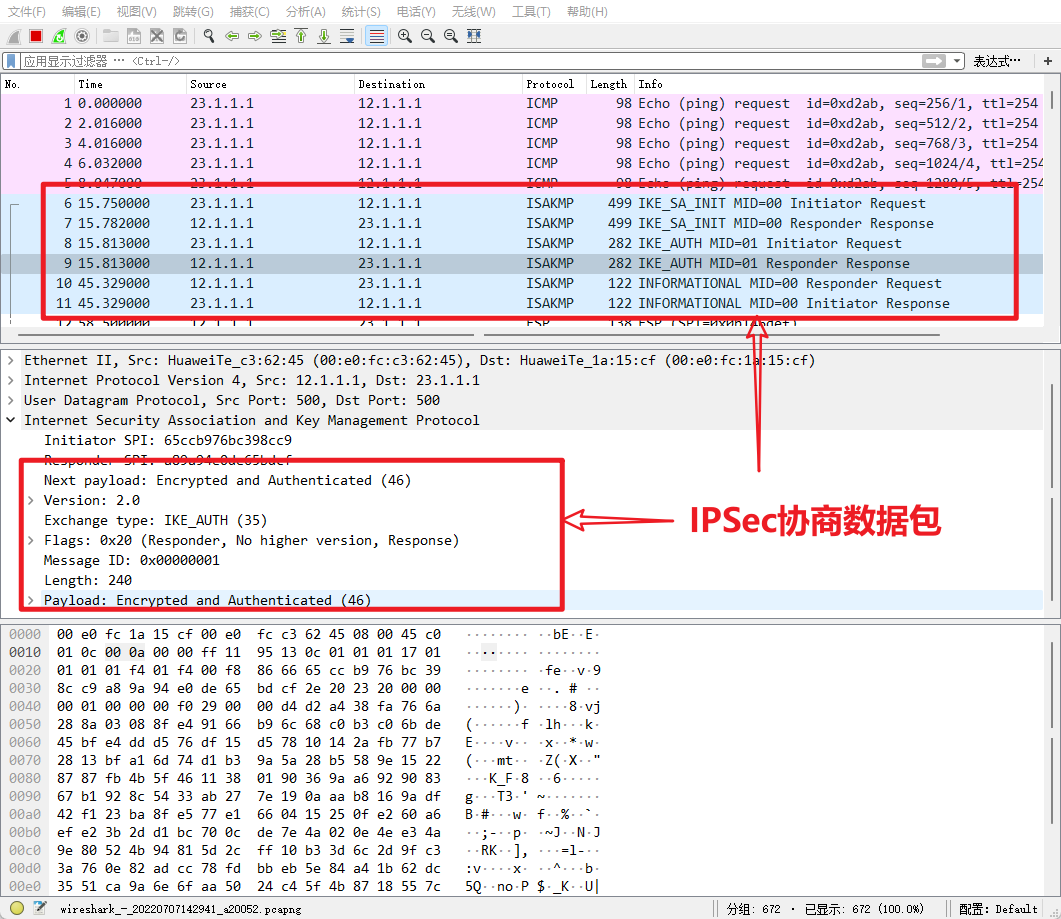 文件(F) 编辑(E) 视图(V) 跳转(G) 捕获(C) 分析(A) 统计(S) 电话(Y) 无线(W) 工具(T) 帮助(H)
应用显示过滤器 … <Ctrl-/> 表达式… +
No. Time Source Destination Protocol Length Info
1 0.000000 23.1.1.1 12.1.1.1 ICMP 98 Echo (ping) request id=0xd2ab, seq=256/1, ttl=254
2 2.016000 23.1.1.1 12.1.1.1 ICMP 98 Echo (ping) request id=0xd2ab, seq=512/2, ttl=254
3 4.016000 23.1.1.1 12.1.1.1 ICMP 98 Echo (ping) request id=0xd2ab, seq=768/3, ttl=254
4 6.032000 23.1.1.1 12.1.1.1 ICMP 98 Echo (ping) request id=0xd2ab, seq=1024/4, ttl=254
5 8.047000 23.1.1.1 12.1.1.1 ICMP 98 Echo (ping) request id=0xd2ab, seq=1280/5, ttl=254
6 15.750000 23.1.1.1 12.1.1.1 ISAKMP 499 IKE_SA_INIT MID=00 Initiator Request
7 15.782000 12.1.1.1 23.1.1.1 ISAKMP 499 IKE_SA_INIT MID=00 Responder Response
8 15.813000 23.1.1.1 12.1.1.1 ISAKMP 282 IKE_AUTH MID=01 Initiator Request
9 15.813000 12.1.1.1 23.1.1.1 ISAKMP 282 IKE_AUTH MID=01 Responder Response
10 45.329000 12.1.1.1 23.1.1.1 ISAKMP 122 INFORMATIONAL MID=00 Responder Request
11 45.329000 23.1.1.1 12.1.1.1 ISAKMP 122 INFORMATIONAL MID=00 Initiator Response
12 58.500000 12.1.1.1 23.1.1.1 ESP 138 ESP
Ethernet II, Src: HuaweiTe_c3:62:45 (00:e0:fc:c3:62:45), Dst: HuaweiTe_1a:15:cf (00:e0:fc:1a:15:cf)
Internet Protocol Version 4, Src: 12.1.1.1, Dst: 23.1.1.1
User Datagram Protocol, Src Port: 500, Dst Port: 500
Internet Security Association and Key Management Protocol
Initiator SPI: 65ccb976bc398cc9
Responder SPI: a89a94e0de65bdcf
Next payload: Encrypted and Authenticated (46)
Version: 2.0
Exchange type: IKE_AUTH (35)
Flags: 0x20 (Responder, No higher version, Response)
Message ID: 0x00000001
Length: 240
Payload: Encrypted and Authenticated (46)
IPSec协商数据包
0000 00 e0 fc 1a 15 cf 00 e0 fc c3 62 45 08 00 45 c0 ········ ··bE··E·
0010 01 0c 00 0a 00 00 ff 11 95 13 0c 01 01 01 17 01 ········ ········
0020 01 01 01 f4 01 f4 00 f8 86 66 65 cc b9 76 bc 39 ········ ·fe··v·9
0030 8c c9 a8 9a 94 e0 de 65 bd cf 2e 20 23 20 00 00 ·······e ··. # ··
0040 00 01 00 00 00 f0 29 00 00 d4 d2 a4 38 fa 76 6a ······)· ····8·vj
0050 28 8a 03 08 8f e4 91 66 b9 6c 68 c0 b3 c0 6b de (······f ·lh···k·
0060 45 bf e4 dd d5 76 df 15 d5 78 10 14 2a fb 77 b7 E····v·· ·x··*·w·
0070 28 13 bf a1 6d 74 d1 b3 9a 5a 28 b5 58 9e 15 22 (···mt·· ·Z(·X··"
0080 87 87 fb 4b 5f 46 11 38 01 90 36 9a a6 92 90 83 ···K_F·8 ··6·····
0090 67 b1 92 8c 54 33 ab 27 7e 19 0a aa b8 16 9a df g···T3·' ~·······
00a0 42 f1 23 ba 8f e5 77 e1 66 04 15 25 0f e2 60 a6 B·#···w· f··%··`·
00b0 ef e2 3b 2d d1 bc 70 0c de 7e 4a 02 0e 4e e3 4a ··;-··p· ·~J··N·J
00c0 9e 80 52 4b 94 81 5d 2c ff 10 b3 3d 6c 2d 9f c3 ··RK··], ···=l-··
00d0 3a 76 0e 82 ad cc 78 fd bb eb 5e 84 a4 1b 62 dc :v····x· ··^···b·
00e0 35 51 ca 9a 6e 6f aa 50 24 c4 5f 4b 87 18 55 7c 5Q··no·P $·_K··U|
wireshark_-_20220707142941_a20052.pcapng 分组: 672 · 已显示: 672 (100.0%) 配置: Default